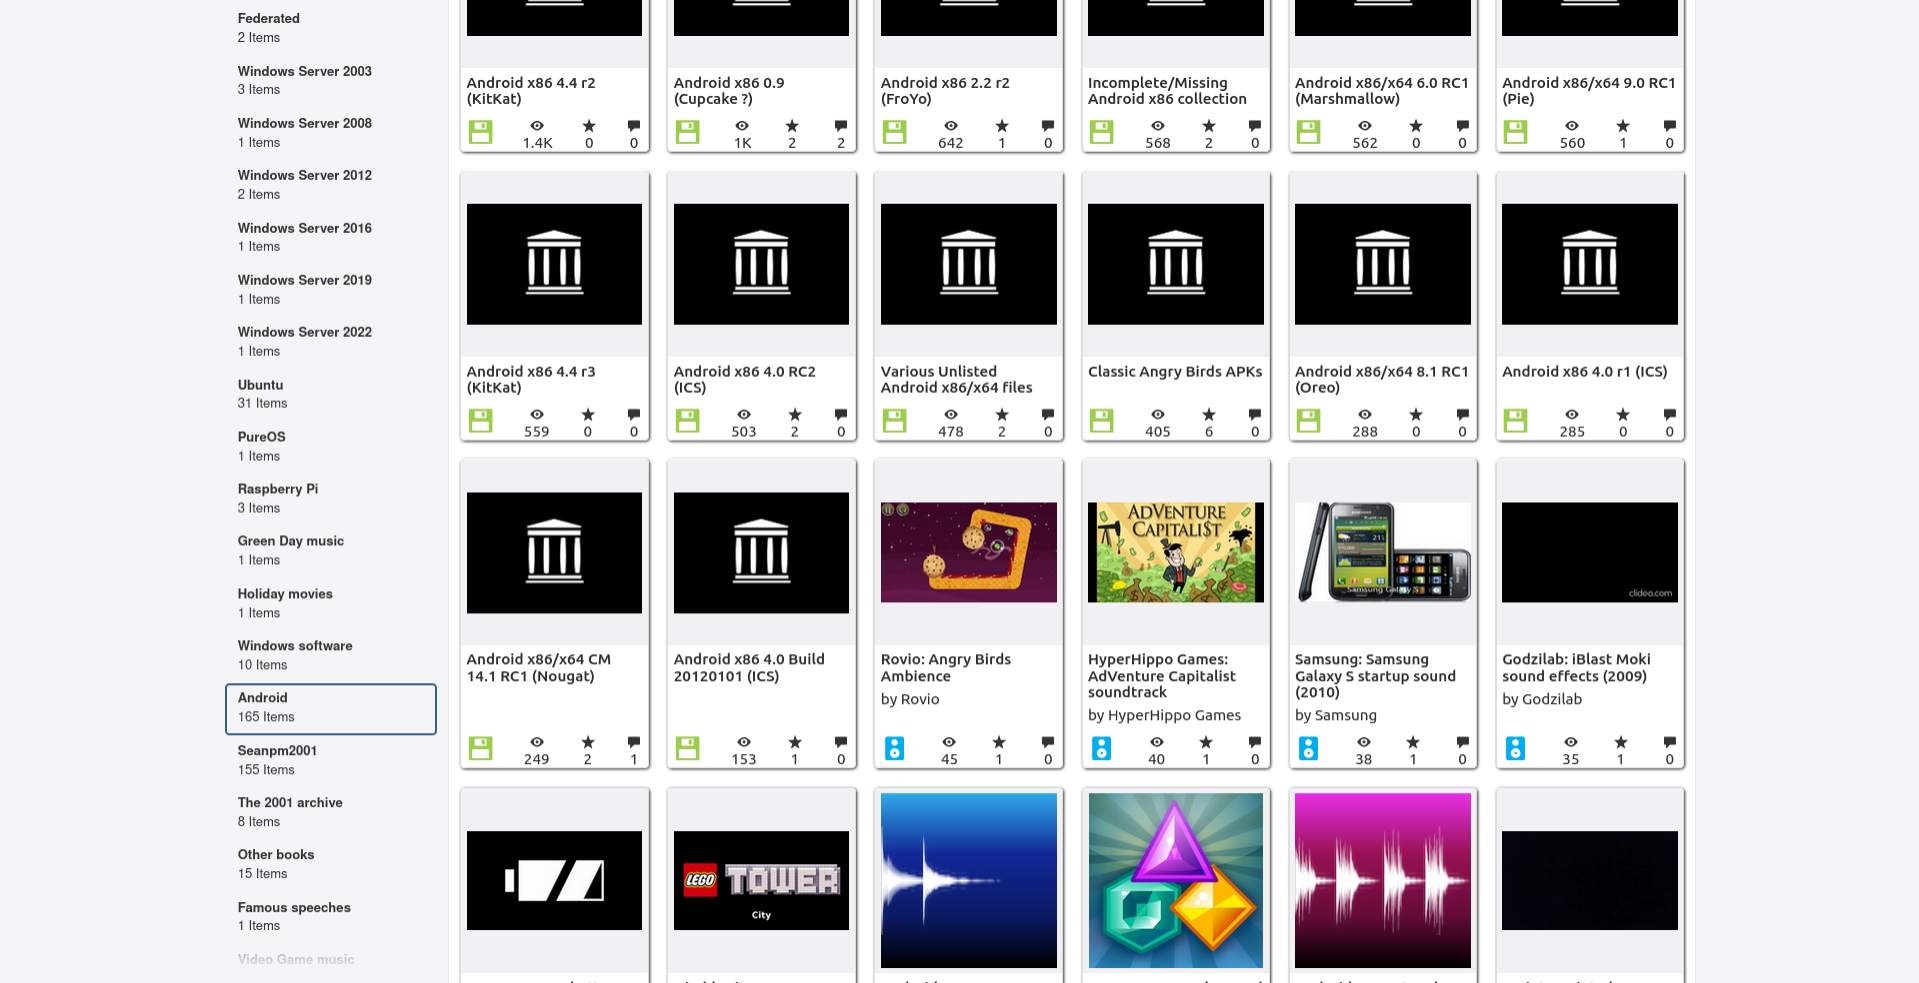 Federated
2 Items
Windows Server 2003
3 Items
Windows Server 2008
1 Items
Windows Server 2012
2 Items
Windows Server 2016
1 Items
Windows Server 2019
1 Items
Windows Server 2022
1 Items
Ubuntu
31 Items
PureOS
1 Items
Raspberry Pi
3 Items
Green Day music
1 Items
Holiday movies
1 Items
Windows software
10 Items
Android
165 Items
Seanpm2001
155 Items
The 2001 archive
8 Items
Other books
15 Items
Famous speeches
1 Items
Video Game music
Android x86 4.4 r2
(KitKat)
1.4K 0 0
Android x86 0.9
(Cupcake ?)
1K 2 2
Android x86 2.2 r2
(FroYo)
642 1 0
Incomplete/Missing
Android x86 collection
568 2 0
Android x86/x64 6.0 RC1
(Marshmallow)
562 0 0
Android x86/x64 9.0 RC1
(Pie)
560 1 0
Android x86 4.4 r3
(KitKat)
559 0 0
Android x86 4.0 RC2
(ICS)
503 2 0
Various Unlisted
Android x86/x64 files
478 2 0
Classic Angry Birds APKs
405 6 0
Android x86/x64 8.1 RC1
(Oreo)
288 0 0
Android x86 4.0 r1 (ICS)
285 0 0
Android x86/x64 CM
14.1 RC1 (Nougat)
249 2 1
Android x86 4.0 Build
20120101 (ICS)
153 1 0
Rovio: Angry Birds
Ambience
by Rovio
45 1 0
ADVENTURE
CAPITALI$T
HyperHippo Games:
AdVenture Capitalist
soundtrack
by HyperHippo Games
40 1 0
Samsung Galaxy S
Samsung: Samsung
Galaxy S startup sound
(2010)
by Samsung
38 1 0
clideo.com
Godzilab: iBlast Moki
sound effects (2009)
by Godzilab
35 1 0
LEGO TOWER
City